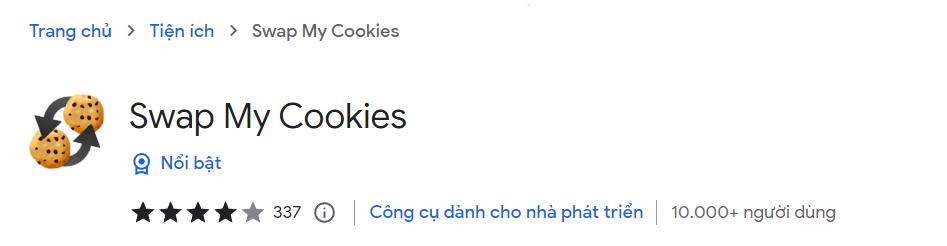 Trang chủ > Tiện ích > Swap My Cookies
Swap My Cookies
Nổi bật
337 Công cụ dành cho nhà phát triển 10.000+ người dùng